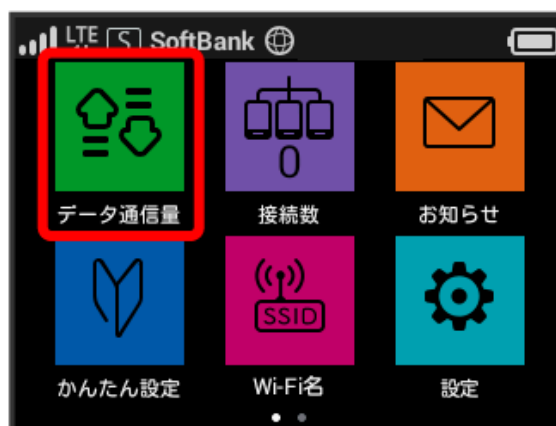 LTE S SoftBank
0
データ通信量 接続数 お知らせ
SSID
かんたん設定 Wi-Fi名 設定